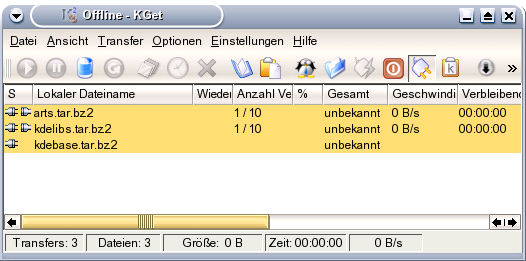 Offline - KGet
Datei Ansicht Transfer Optionen Einstellungen Hilfe
S Lokaler Dateiname Wieder Anzahl Ve % Gesamt Geschwindi Verbleibend
arts.tar.bz2 1 / 10 unbekannt 0 B/s 00:00:00
kdelibs.tar.bz2 1 / 10 unbekannt 0 B/s 00:00:00
kdebase.tar.bz2 unbekannt
Transfers: 3 Dateien: 3 Größe: 0 B Zeit: 00:00:00 0 B/s